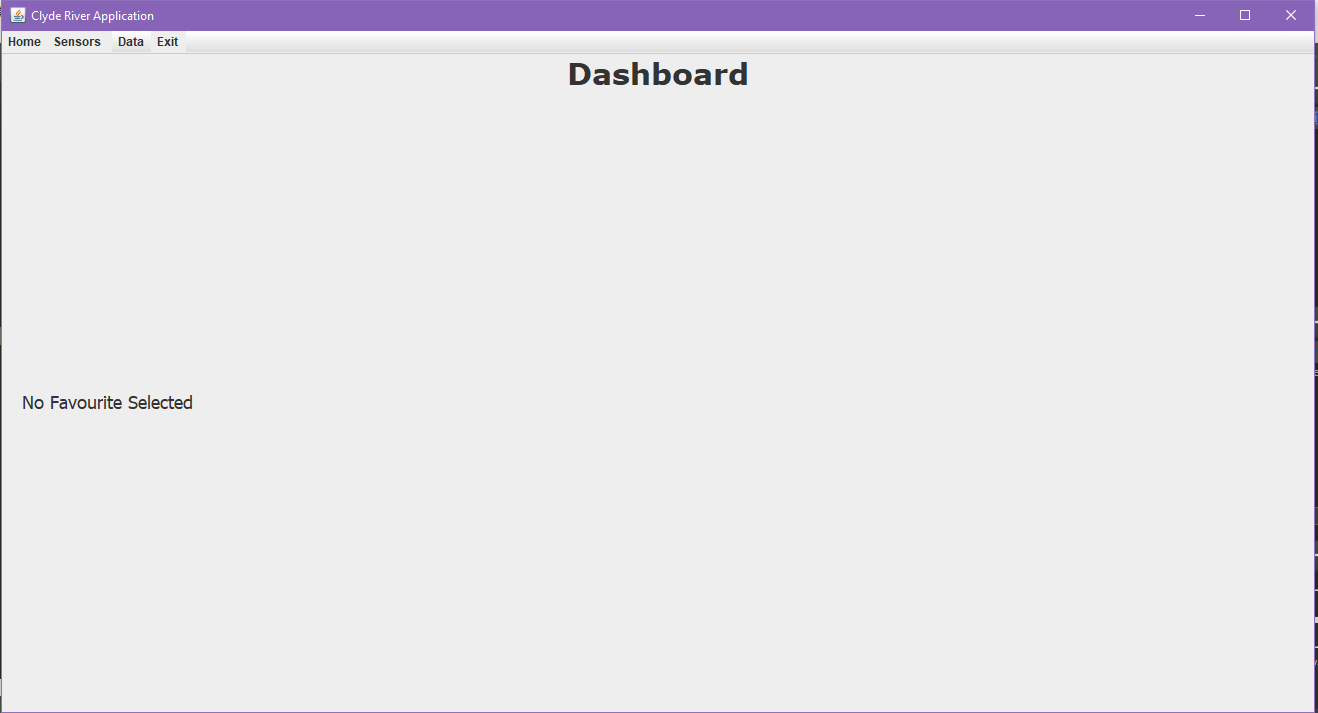 Clyde River Application
Home Sensors Data Exit
Dashboard
No Favourite Selected